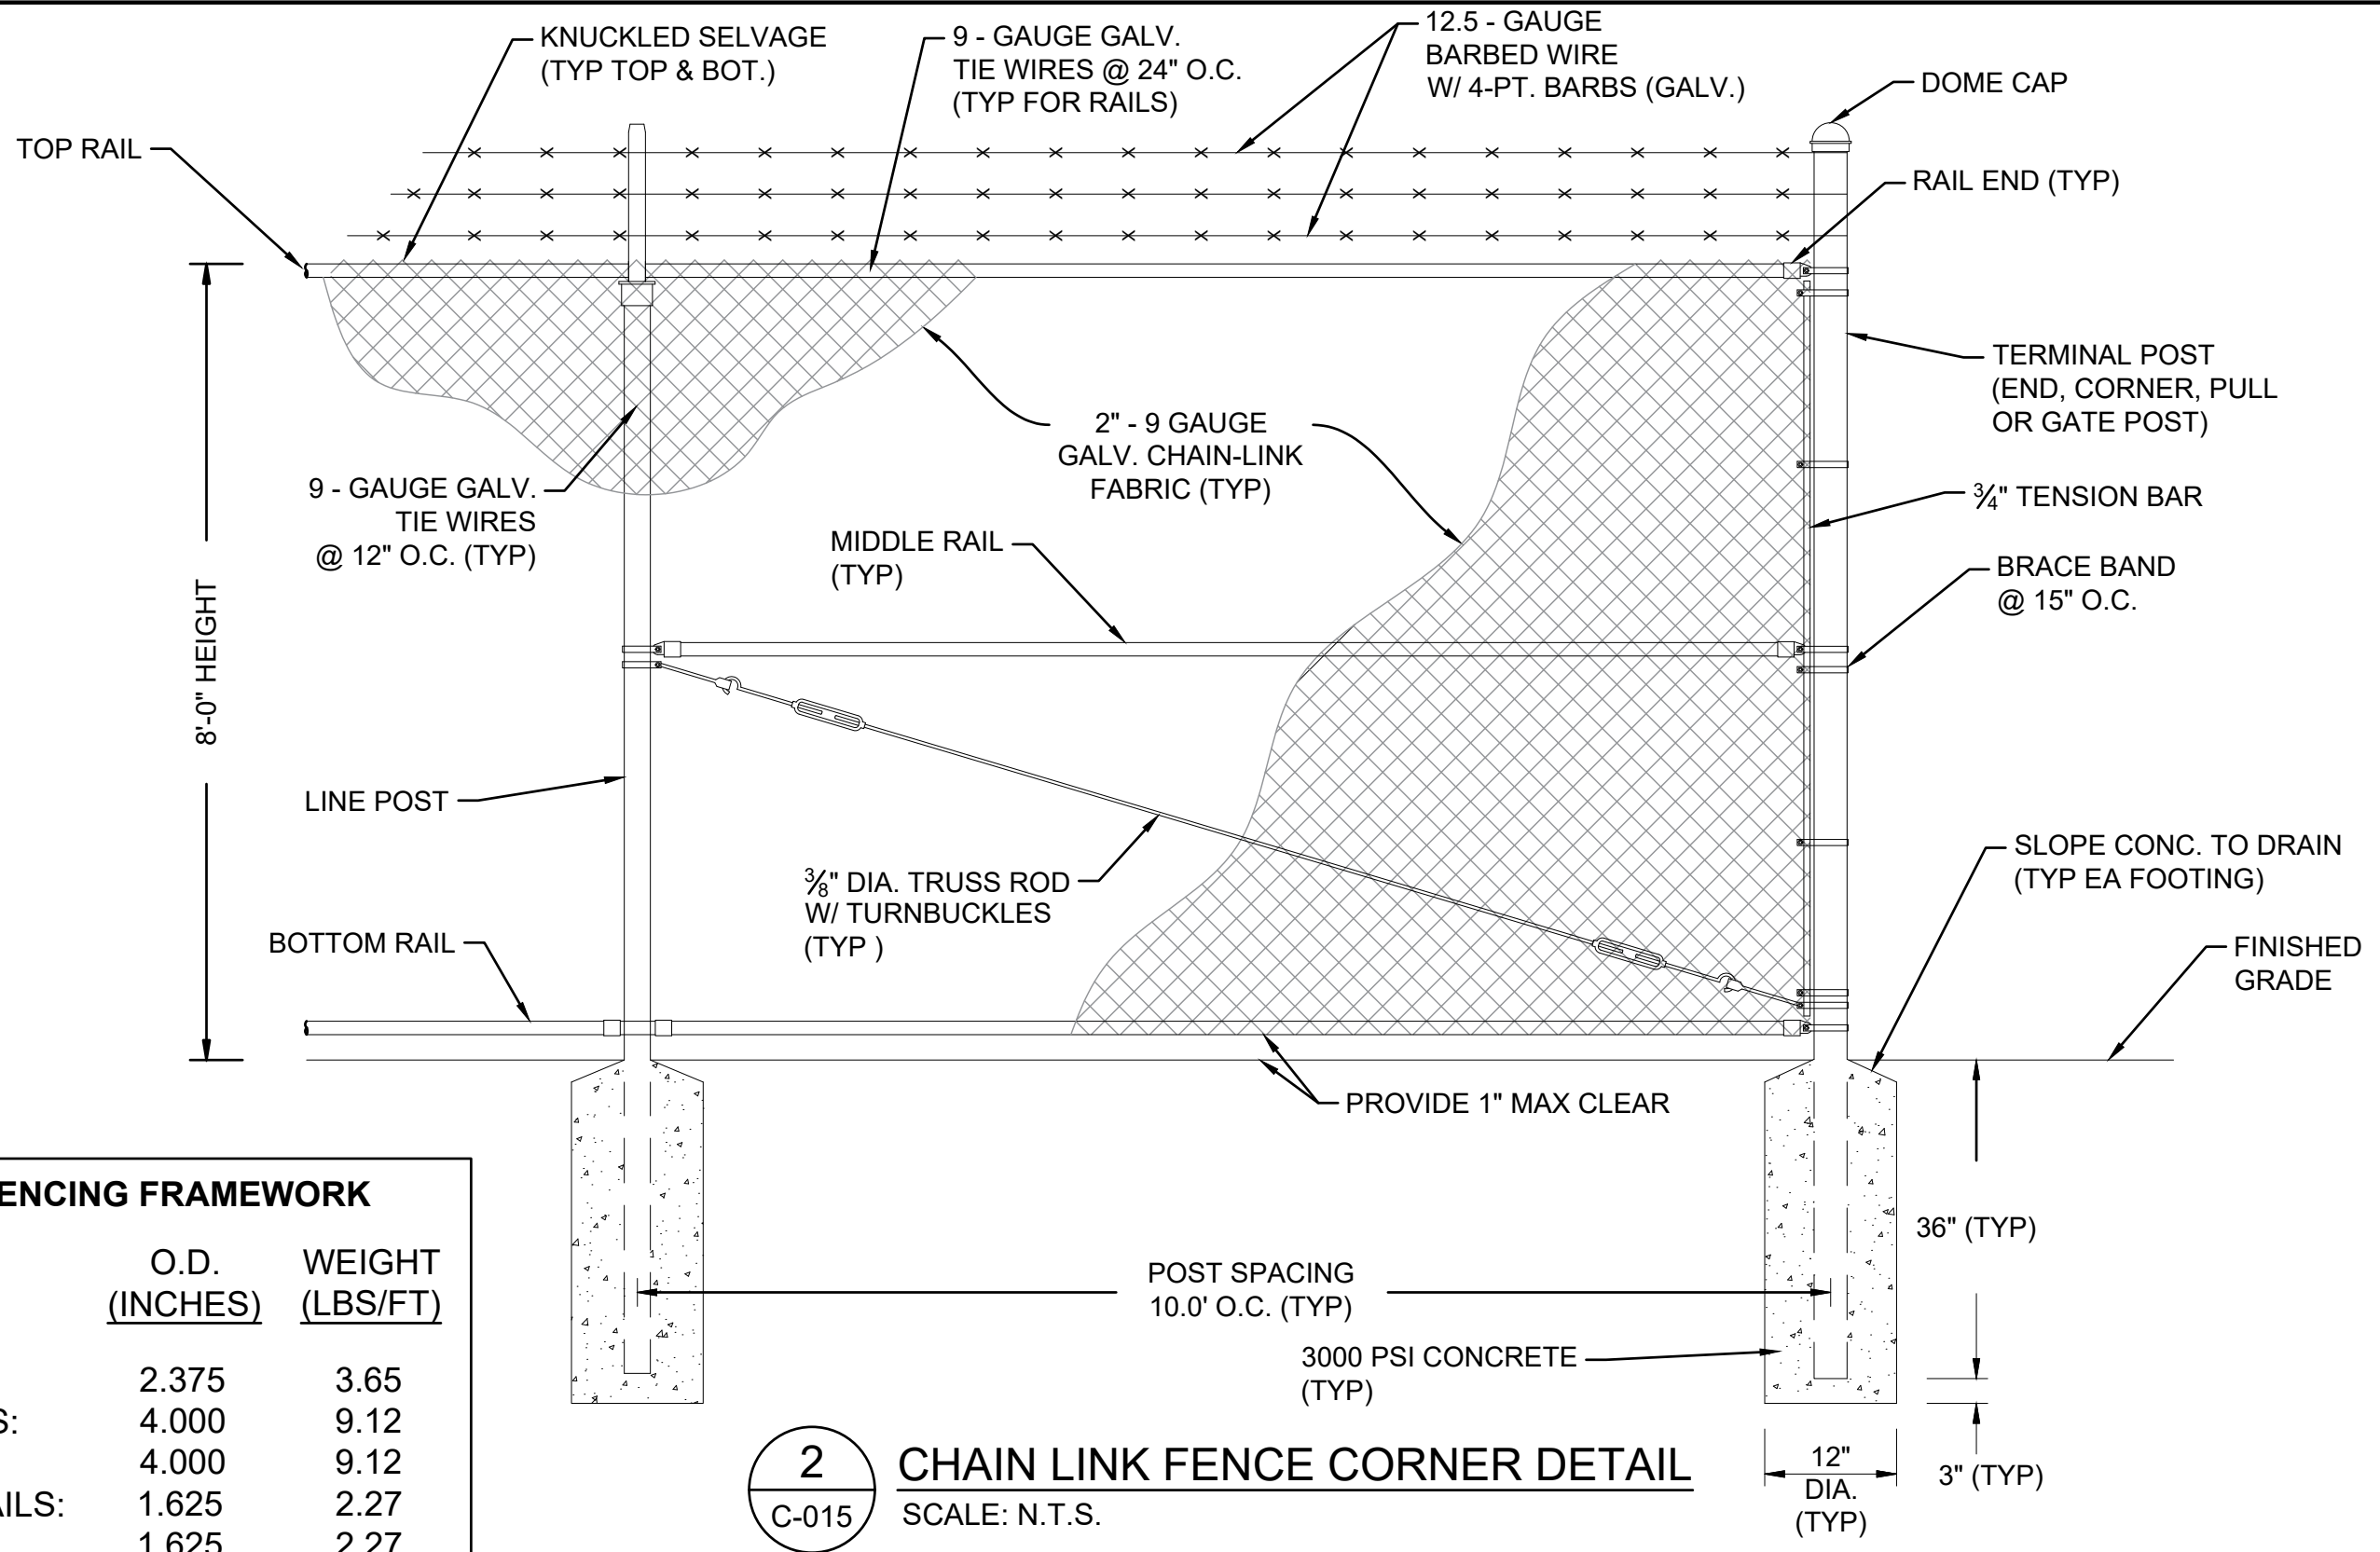 KNUCKLED SELVAGE
(TYP TOP & BOT.)
9 - GAUGE GALV.
TIE WIRES @ 24" O.C.
(TYP FOR RAILS)
12.5 - GAUGE
BARBED WIRE
W/ 4-PT. BARBS (GALV.)
DOME CAP
TOP RAIL
RAIL END (TYP)
TERMINAL POST
(END, CORNER, PULL
OR GATE POST)
2" - 9 GAUGE
GALV. CHAIN-LINK
FABRIC (TYP)
9 - GAUGE GALV.
TIE WIRES
@ 12" O.C. (TYP)
¾" TENSION BAR
MIDDLE RAIL
(TYP)
BRACE BAND
@ 15" O.C.
8'-0" HEIGHT
LINE POST
⅜" DIA. TRUSS ROD
W/ TURNBUCKLES
(TYP )
SLOPE CONC. TO DRAIN
(TYP EA FOOTING)
BOTTOM RAIL
FINISHED
GRADE
PROVIDE 1" MAX CLEAR
36" (TYP)
POST SPACING
10.0' O.C. (TYP)
3000 PSI CONCRETE
(TYP)
12"
DIA.
(TYP)
3" (TYP)
ENCING FRAMEWORK
O.D. WEIGHT
(INCHES) (LBS/FT)
2.375 3.65
S: 4.000 9.12
4.000 9.12
AILS: 1.625 2.27
1.625 2.27
2
C-015
CHAIN LINK FENCE CORNER DETAIL
SCALE: N.T.S.